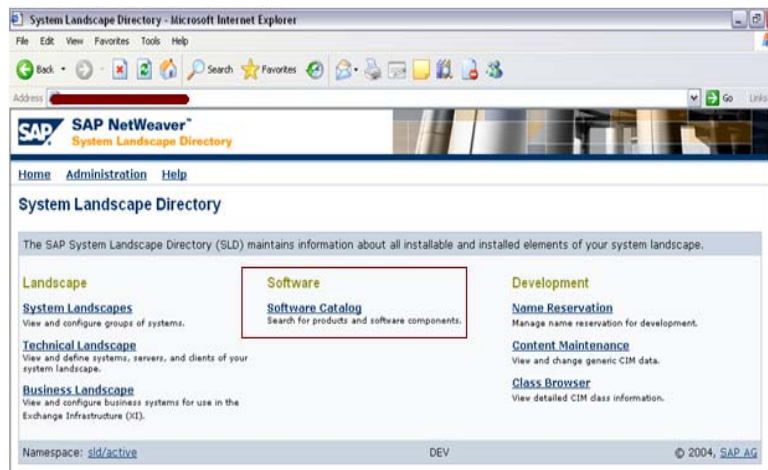 System Landscape Directory - Microsoft Internet Explorer
File Edit View Favorites Tools Help
Back Search Favorites
Address Go Links
SAP SAP NetWeaver™
System Landscape Directory
Home Administration Help
System Landscape Directory
The SAP System Landscape Directory (SLD) maintains information about all installable and installed elements of your system landscape.
Landscape
System Landscapes
View and configure groups of systems.
Technical Landscape
View and define systems, servers, and clients of your
system landscape.
Business Landscape
View and configure business systems for use in the
Exchange Infrastructure (XI).
Software
Software Catalog
Search for products and software components.
Development
Name Reservation
Manage name reservation for development.
Content Maintenance
View and change generic CIM data.
Class Browser
View detailed CIM class information.
Namespace: sld/active DEV © 2004, SAP AG